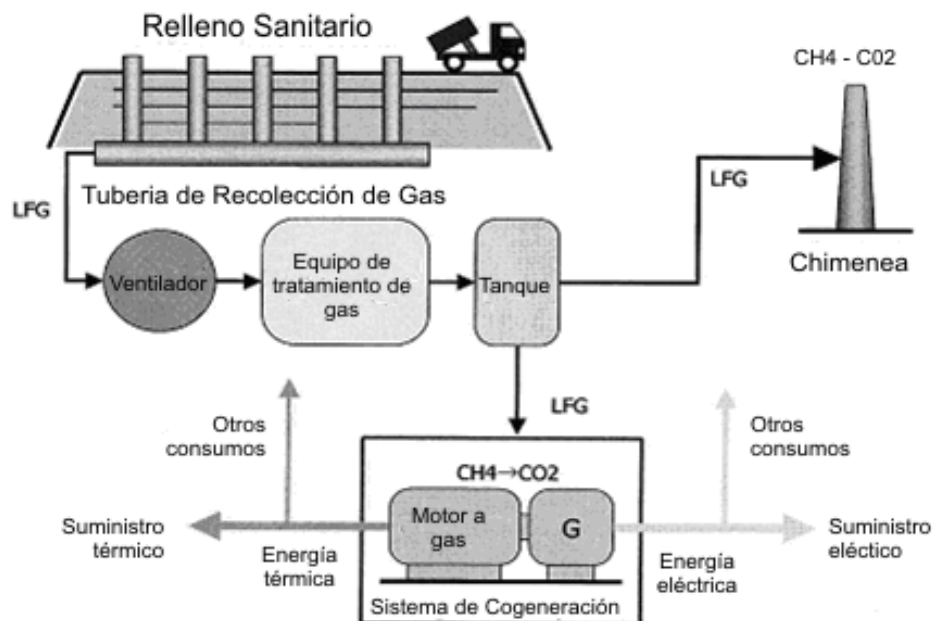 Relleno Sanitario
CH4 - C02
LFG
Tuberia de Recolección de Gas
LFG
Chimenea
Ventilador
Equipo de
tratamiento de
gas
Tanque
LFG
Otros
consumos
Otros
consumos
CH4→CO2
Motor a
gas
G
Suministro
térmico
Energía
térmica
Energía
eléctrica
Suministro
eléctico
Sistema de Cogeneración